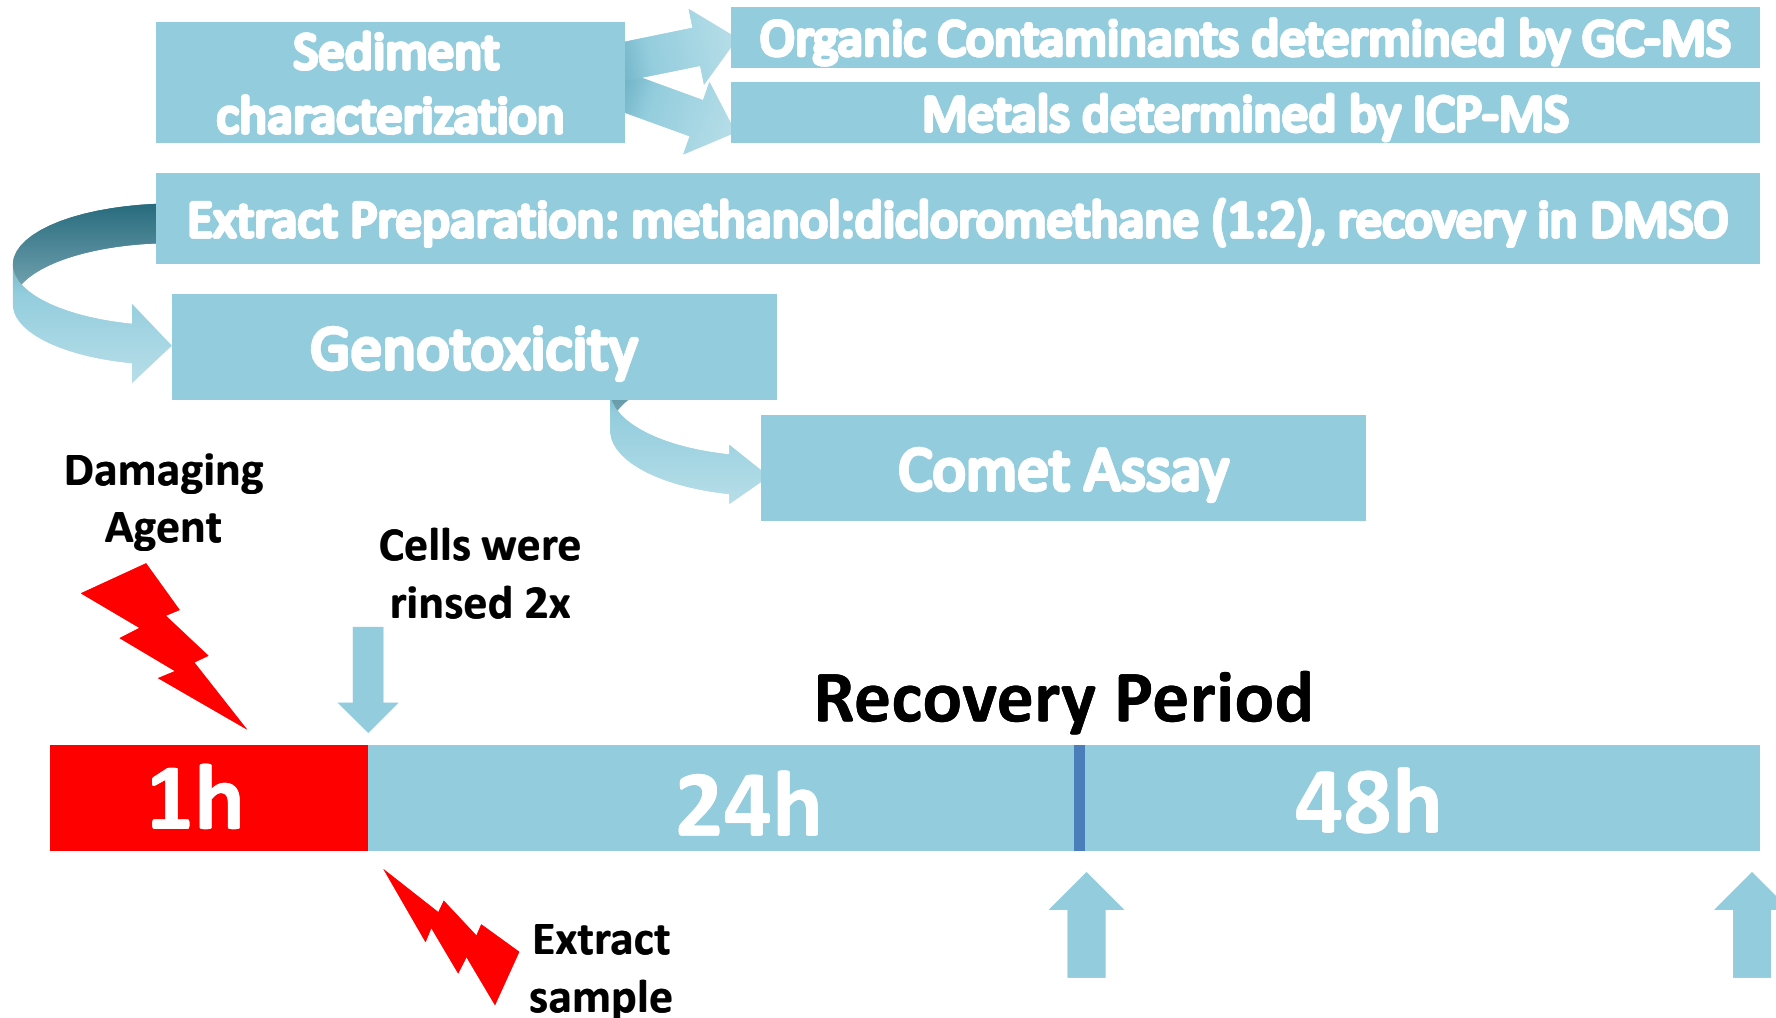 Sediment
characterization
Organic Contaminants determined by GC-MS
Metals determined by ICP-MS
Extract Preparation: methanol:dicloromethane (1:2), recovery in DMSO
Genotoxicity
Comet Assay
Damaging
Agent
Cells were
rinsed 2x
Recovery Period
1h
24h
48h
Extract
sample